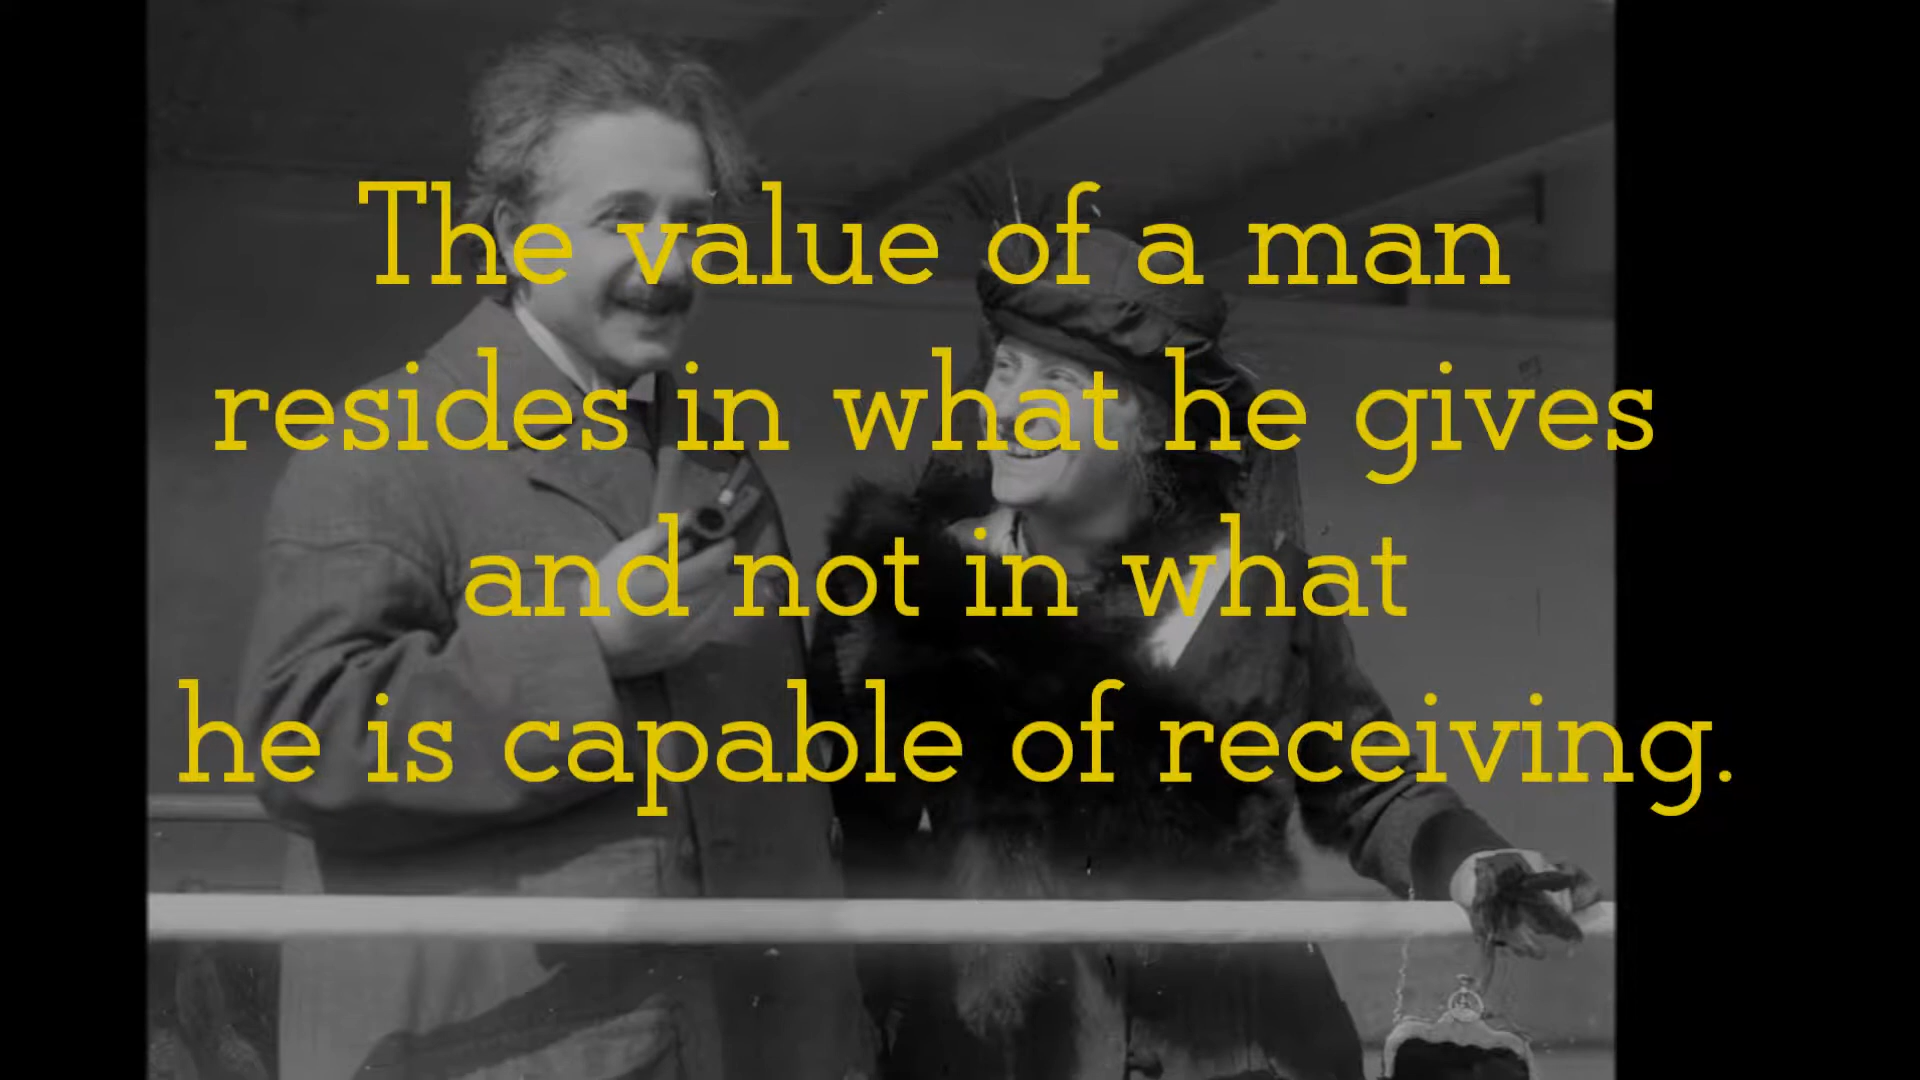 The value of a man
resides in what he gives
and not in what
he is capable of receiving.